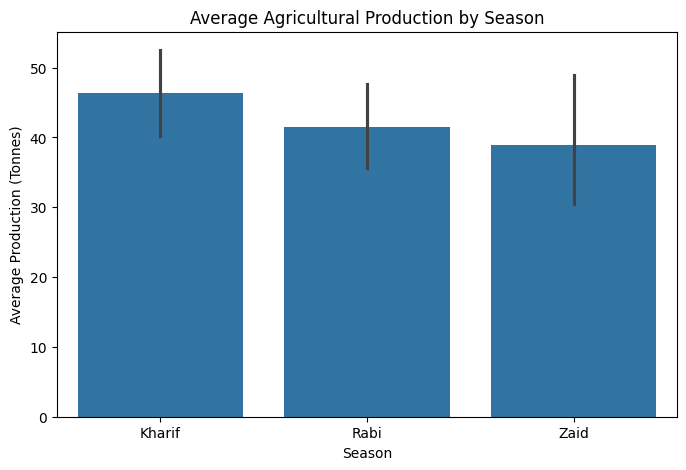 Average Agricultural Production by Season
Average Production (Tonnes)
50
40
30
20
10
0
Kharif
Rabi
Zaid
Season